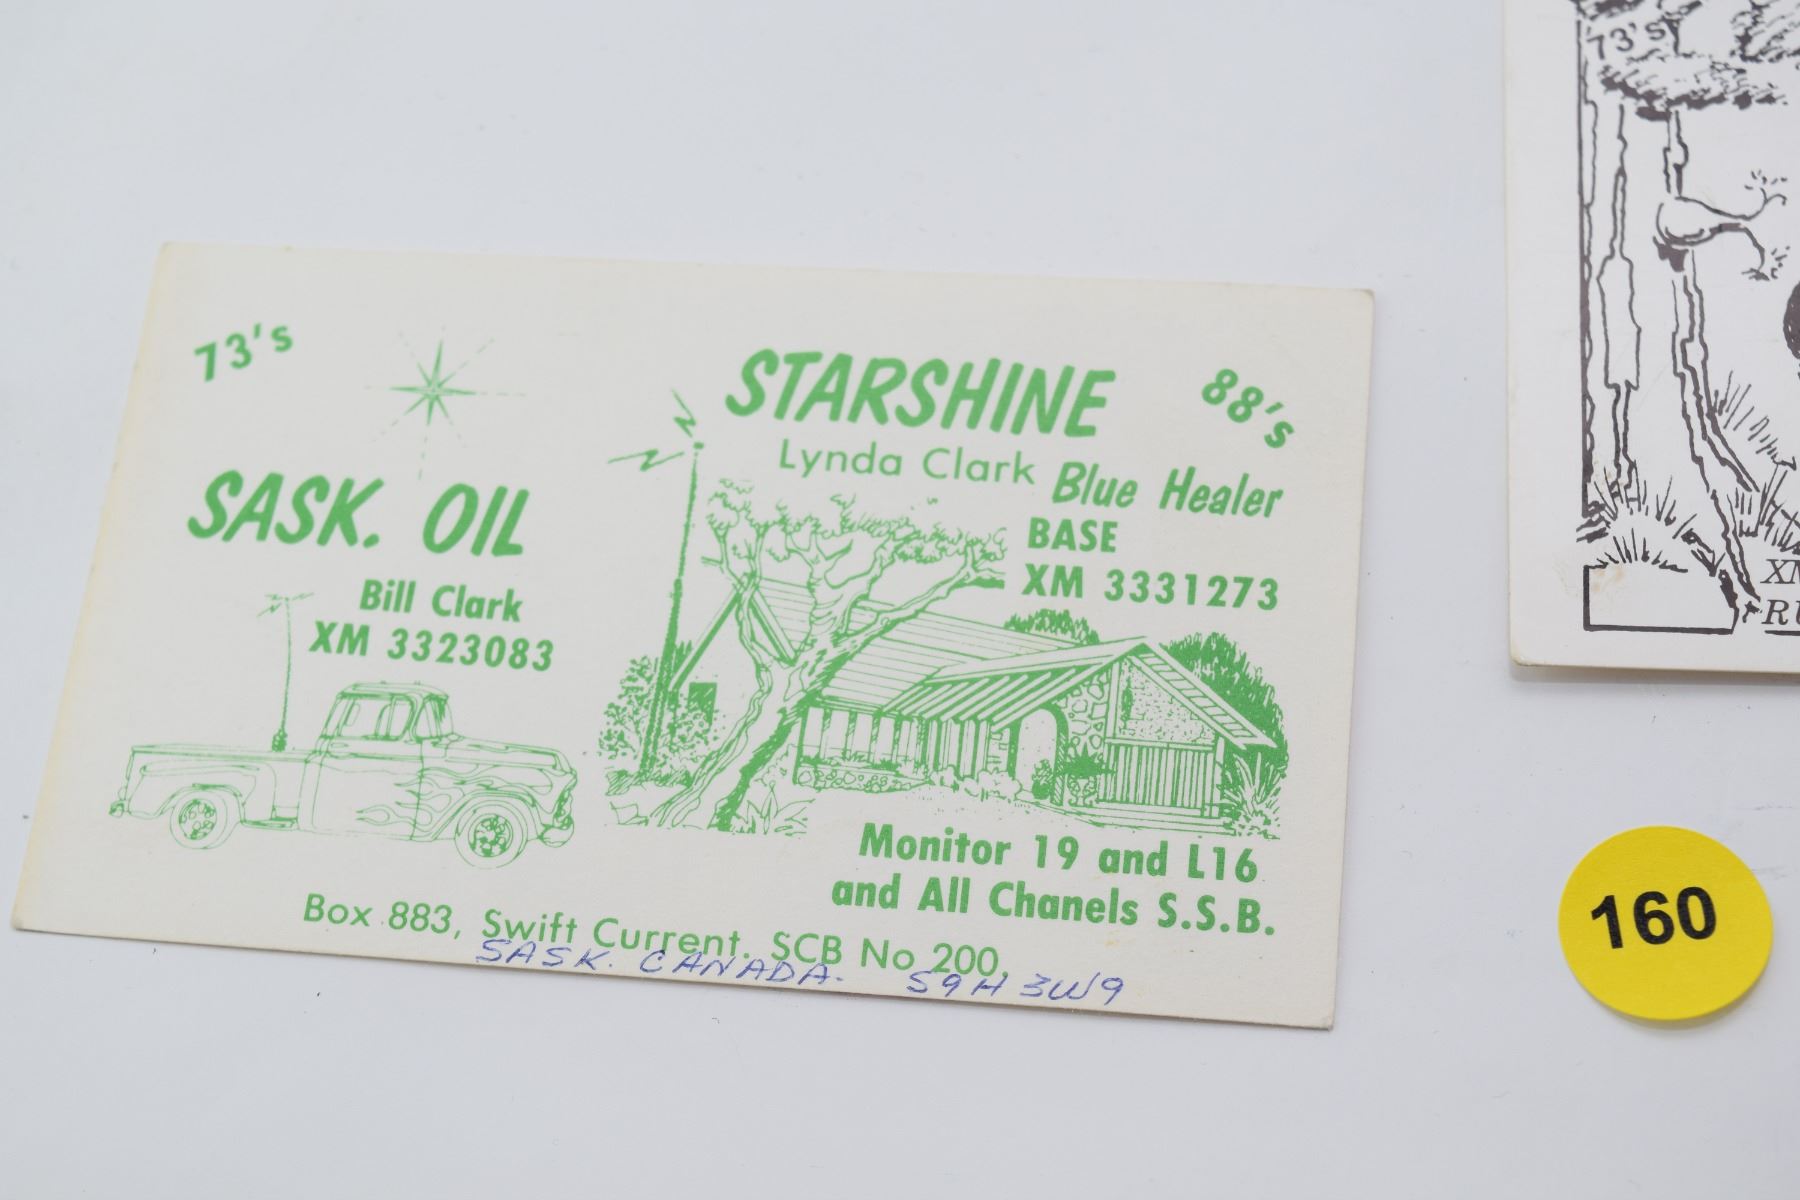 73's
SASK. OIL
Bill Clark
XM 3323083
STARSHINE
88's
Lynda Clark
Blue Healer
BASE
XM 3331273
Monitor 19 and L16
and All Chanels S.S.B.
Box 883, Swift Current. SCB No 200,
SASK. CANADA. S9H 3W9
73's
160